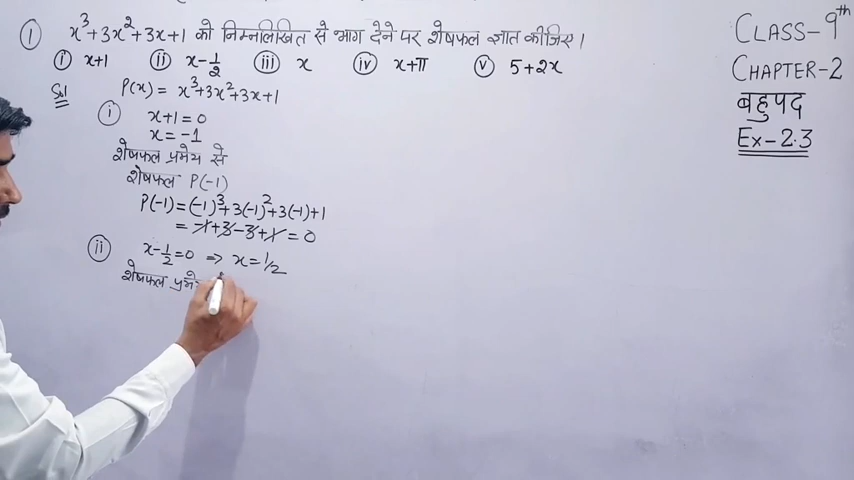 ① x³+3x²+3x+1 को निम्नलिखित से भाग देने पर शेषफल ज्ञात कीजिए।
ⓘ x+1 ⓘⓘ x-1/2 ⓘⓘⓘ x ⓘⓥ x+π ⓥ 5+2x
Sol P(x) = x³+3x²+3x+1
ⓘ x+1=0
x=-1
शेषफल प्रमेय से
शेषफल P(-1)
P(-1)=(-1)³+3(-1)²+3(-1)+1
= -1+3-3+1=0
ⓘⓘ x-1/2=0 ⇒ x=1/2
शेषफल प्रमे
CLASS-9th
CHAPTER-2
बहुपद
Ex-2.3